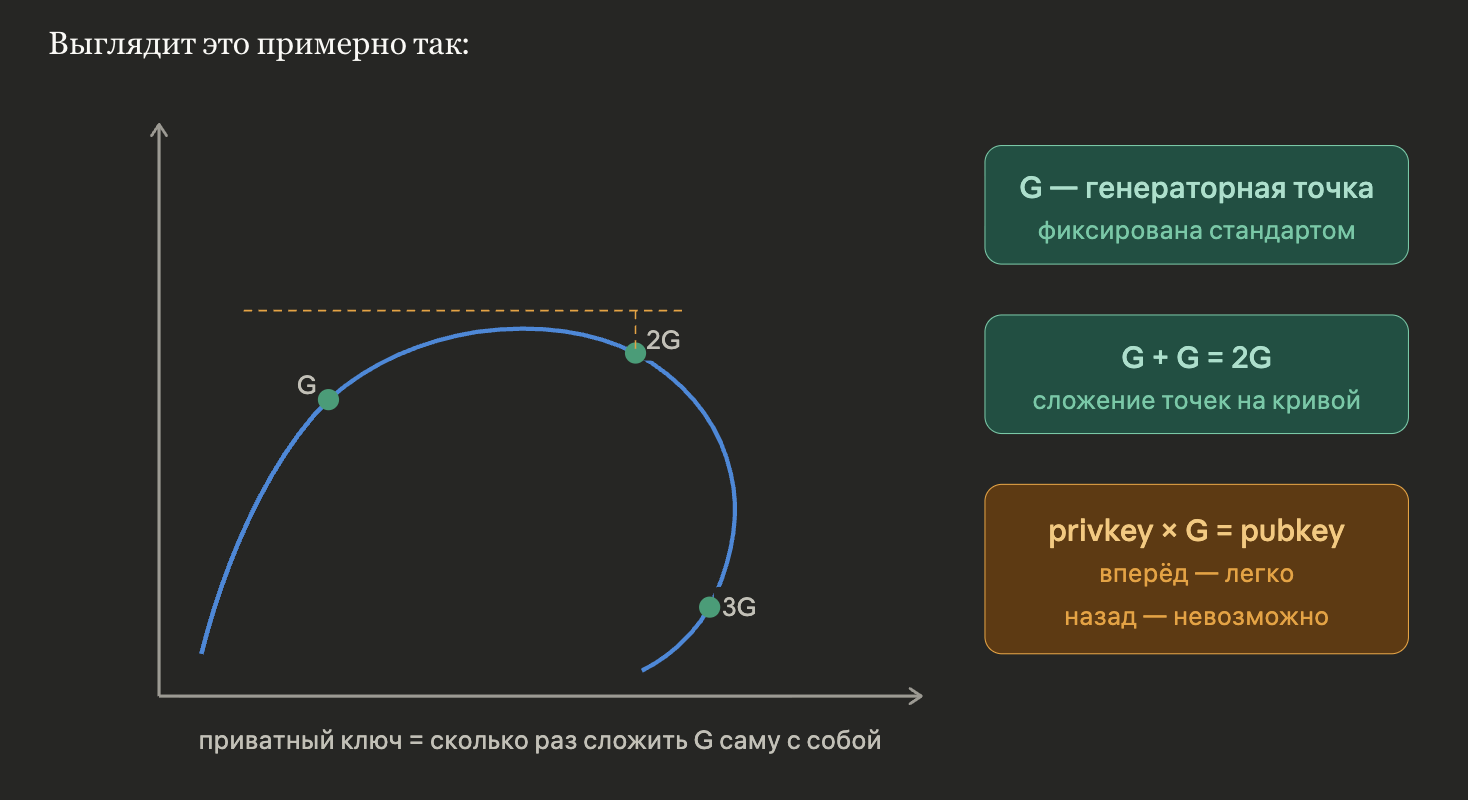 Выглядит это примерно так:
G — генераторная точка
фиксирована стандартом
2G
G + G = 2G
G
сложение точек на кривой
privkey × G = pubkey
вперёд — легко
3G
назад — невозможно
приватный ключ = сколько раз сложить G саму с собой